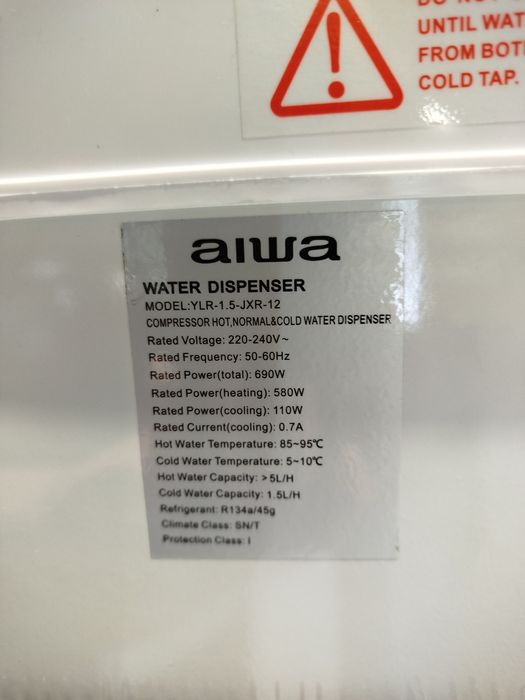 UNTIL WAT
FROM BOT
COLD TAP.
aiwa
WATER DISPENSER
MODEL:YLR-1.5-JXR-12
COMPRESSOR HOT,NORMAL&COLD WATER DISPENSER
Rated Voltage: 220-240V~
Rated Frequency: 50-60Hz
Rated Power(total): 690W
Rated Power(heating): 580W
Rated Power(cooling): 110W
Rated Current(cooling): 0.7A
Hot Water Temperature: 85~95℃
Cold Water Temperature: 5~10℃
Hot Water Capacity: >5L/H
Cold Water Capacity: 1.5L/H
Refrigerant: R134a/45g
Climate Class: SN/T
Protection Class: I